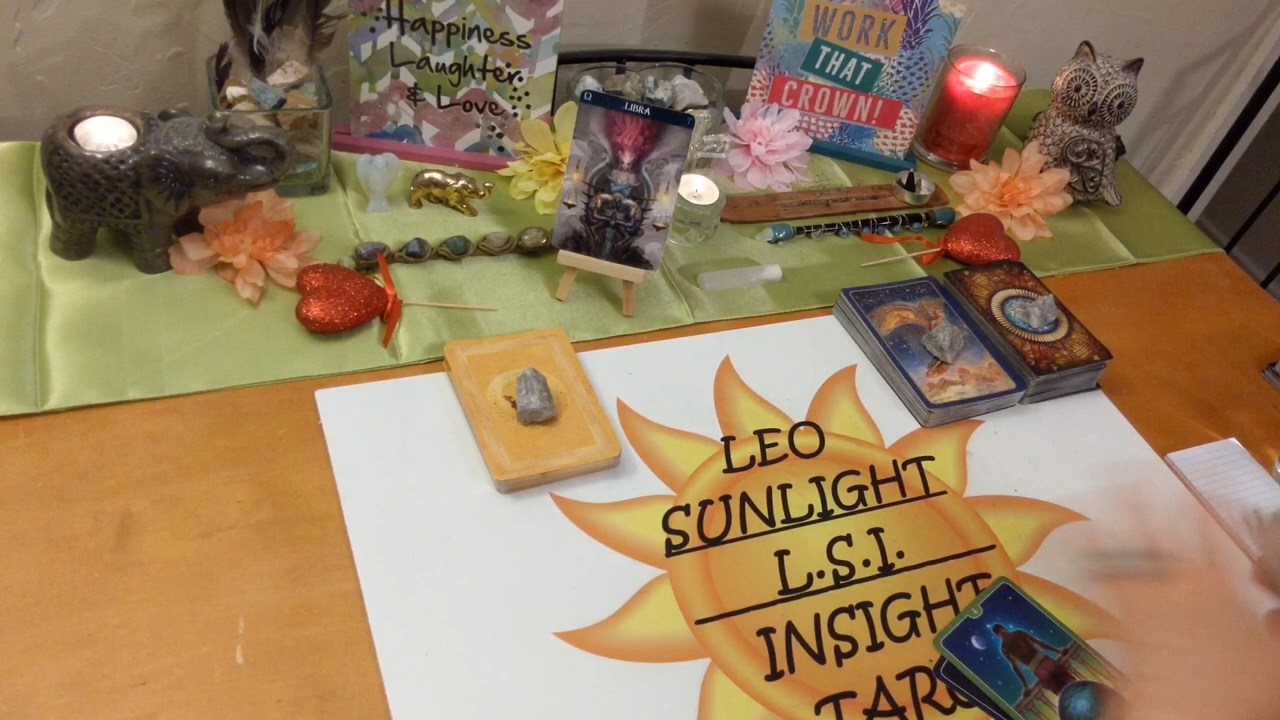 Happiness
Laughter
& Love
WORK
THAT
CROWN!
LIBRA
LEO
SUNLIGHT
L.S.I.
INSIGHT